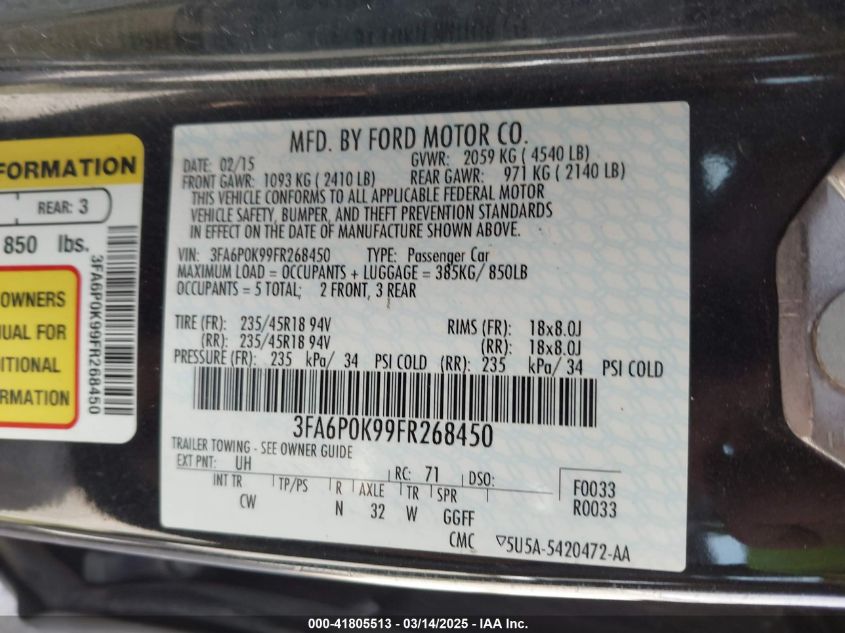 MFD. BY FORD MOTOR CO.
DATE: 02/15 GVWR: 2059 KG ( 4540 LB)
FRONT GAWR: 1093 KG ( 2410 LB) REAR GAWR: 971 KG ( 2140 LB)
THIS VEHICLE CONFORMS TO ALL APPLICABLE FEDERAL MOTOR
VEHICLE SAFETY, BUMPER, AND THEFT PREVENTION STANDARDS
IN EFFECT ON THE DATE OF MANUFACTURE SHOWN ABOVE.
VIN: 3FA6P0K99FR268450 TYPE: Passenger Car
MAXIMUM LOAD = OCCUPANTS + LUGGAGE = 385KG/ 850LB
OCCUPANTS = 5 TOTAL; 2 FRONT, 3 REAR
TIRE (FR): 235/45R18 94V RIMS (FR): 18x8.0J
(RR): 235/45R18 94V (RR): 18x8.0J
PRESSURE (FR): 235 kPa/ 34 PSI COLD (RR): 235 kPa/ 34 PSI COLD
3FA6P0K99FR268450
TRAILER TOWING - SEE OWNER GUIDE
EXT PNT: UH RC: 71 DSO:
INT TR TP/PS R AXLE TR SPR F0033
CW N 32 W GGFF R0033
CMC ▽5U5A-5420472-AA
FORMATION
REAR: 3
850 lbs.
OWNERS
UAL FOR
ITIONAL
RMATION
3FA6P0K99FR268450
000-41805513 - 03/14/2025 - IAA Inc.